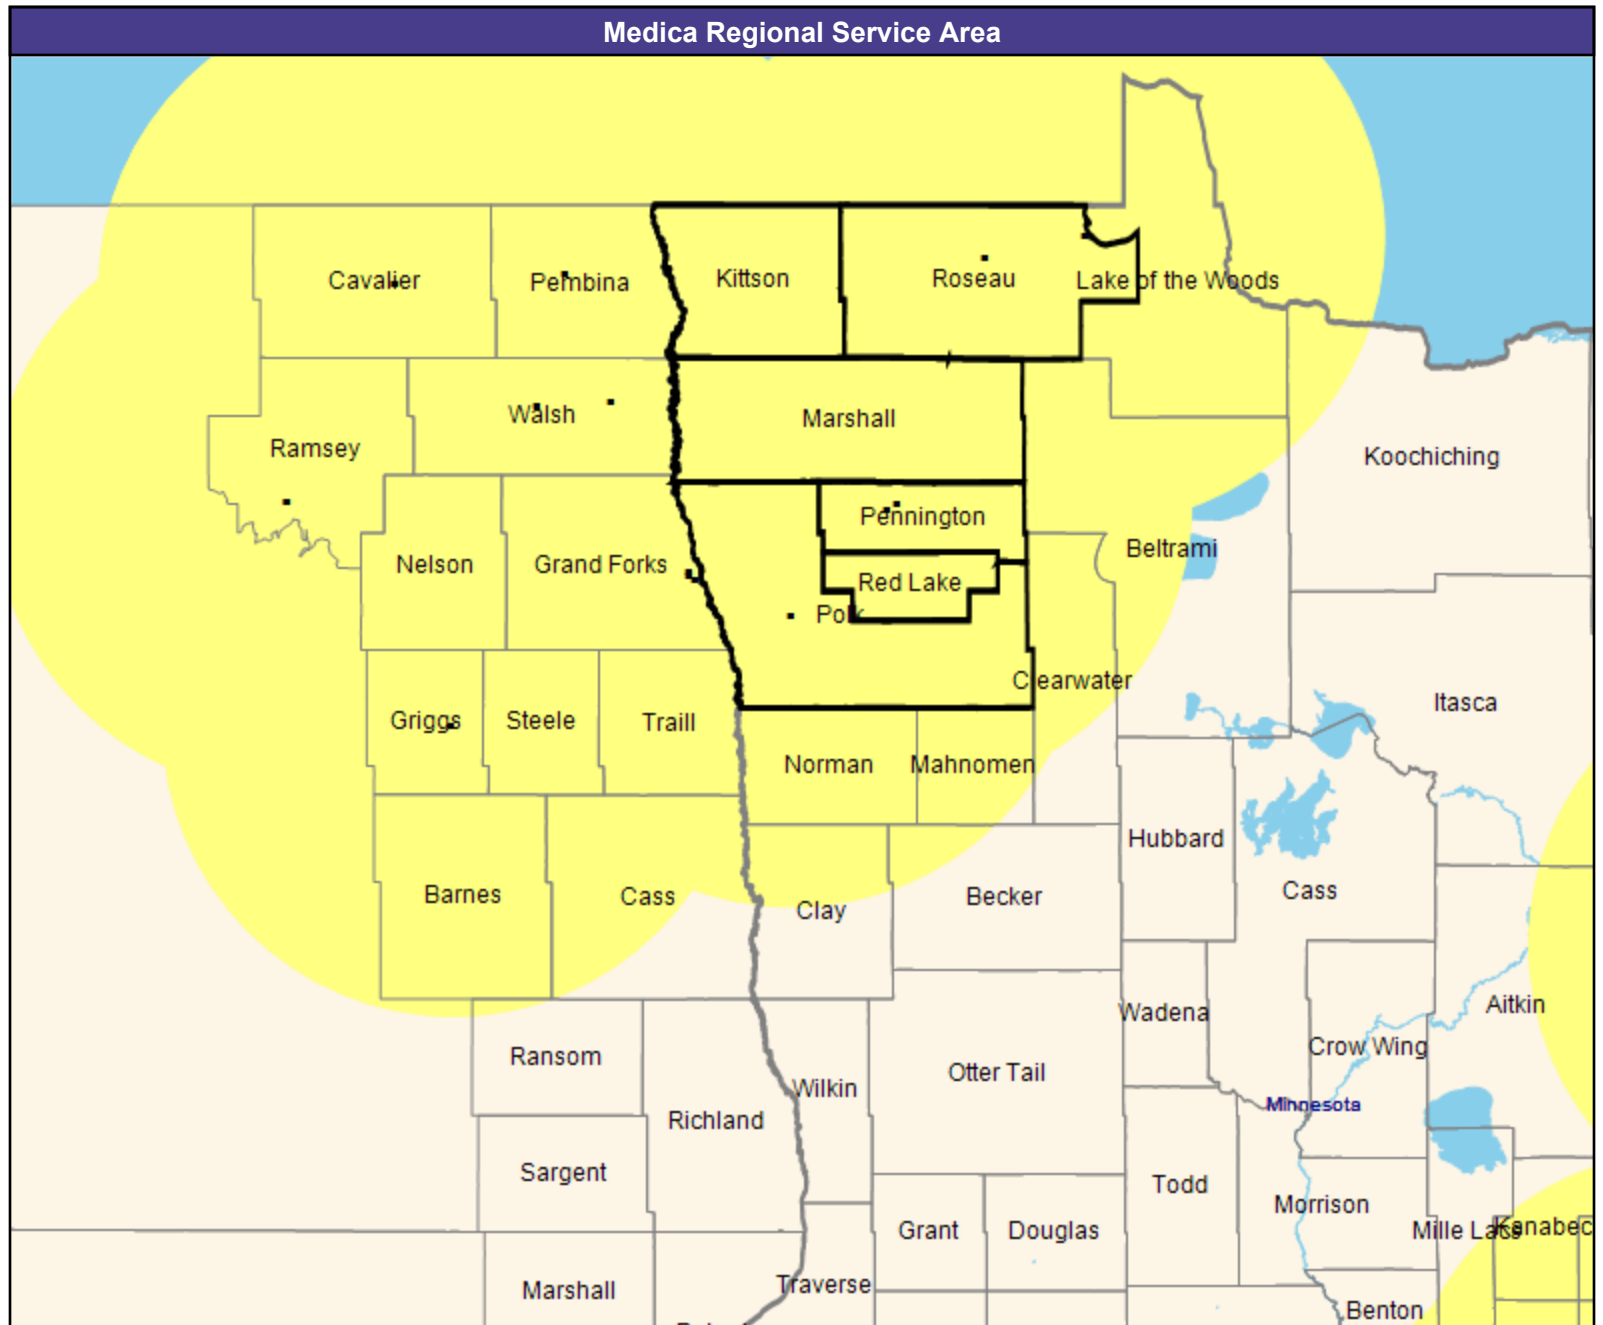 Medica Regional Service Area
Cavalier
Pembina
Kittson
Roseau
Lake of the Woods
Walsh
Marshall
Ramsey
Koochiching
Pennington
Nelson
Grand Forks
Beltrami
Red Lake
Polk
Clearwater
Griggs
Steele
Traill
Itasca
Norman
Mahnomen
Hubbard
Barnes
Cass
Clay
Becker
Cass
Aitkin
Wadena
Ransom
Crow Wing
Otter Tail
Wilkin
Minnesota
Richland
Sargent
Todd
Morrison
Grant
Douglas
Mille Lacs
Kanabec
Marshall
Traverse
Benton